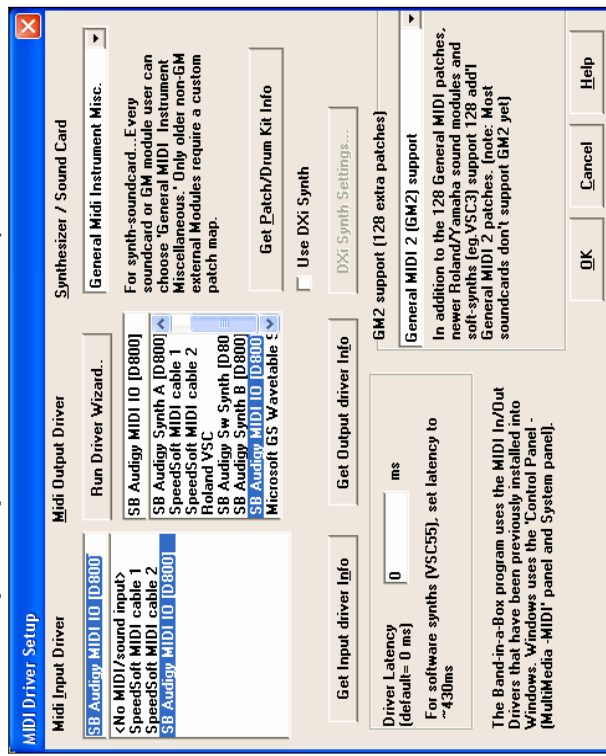 MIDI Driver Setup
Midi Input Driver
SB Audigy MIDI IO [D800]
<No MIDI/sound input>
SpeedSoft MIDI cable 1
SpeedSoft MIDI cable 2
SB Audigy MIDI IO [D800]
Get Input driver Info
Midi Output Driver
Run Driver Wizard..
SB Audigy MIDI IO [D800]
SB Audigy Synth A [D800]
SpeedSoft MIDI cable 1
SpeedSoft MIDI cable 2
Roland VSC
SB Audigy Sw Synth [D80
SB Audigy Synth B [D800]
SB Audigy MIDI IO [D800]
Microsoft GS Wavetable S
Get Output driver Info
Synthesizer / Sound Card
General Midi Instrument Misc.
For synth-soundcard...Every
soundcard or GM module user can
choose 'General MIDI Instrument
Miscellaneous.' Only older non-GM
external Modules require a custom
patch map.
Get Patch/Drum Kit Info
Use DXi Synth
DXi Synth Settings...
Driver Latency
(default= 0 ms)
0
ms
For software synths (VSC55), set latency to
~430ms
GM2 support (128 extra patches)
General MIDI 2 (GM2) support
In addition to the 128 General MIDI patches,
newer Roland/Yamaha sound modules and
soft-synths (eg.VSC3) support 128 add'l
General MIDI 2 patches. (note: Most
soundcards don't support GM2 yet)
The Band-in-a-Box program uses the MIDI In/Out
Drivers that have been previously installed into
Windows. Windows uses the 'Control Panel -
(MultiMedia -MIDI' panel and System panel).
OK
Cancel
Help